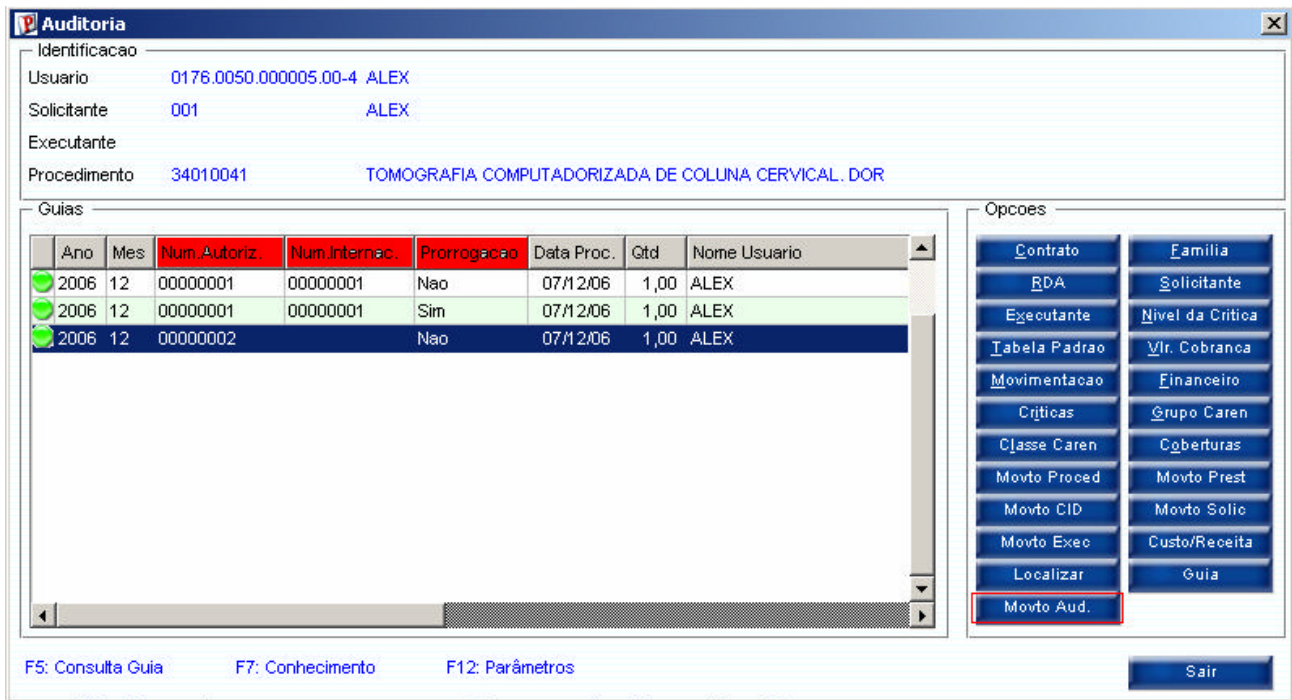 Auditoria
Identificacao
Usuario 0176.0050.000005.00-4 ALEX
Solicitante 001 ALEX
Executante
Procedimento 34010041 TOMOGRAFIA COMPUTADORIZADA DE COLUNA CERVICAL. DOR
Guias
Ano Mes Num.Autoriz. Num.Internac. Prorrogacao Data Proc. Qtd Nome Usuario
2006 12 00000001 00000001 Nao 07/12/06 1,00 ALEX
2006 12 00000001 00000001 Sim 07/12/06 1,00 ALEX
2006 12 00000002 Nao 07/12/06 1,00 ALEX
Opcoes
Contrato Familia
RDA Solicitante
Executante Nivel da Critica
Tabela Padrao Vlr. Cobranca
Movimentacao Financeiro
Criticas Grupo Caren
Classe Caren Coberturas
Movto Proced Movto Prest
Movto CID Movto Solic
Movto Exec Custo/Receita
Localizar Guia
Movto Aud.
F5: Consulta Guia F7: Conhecimento F12: Parâmetros
Sair